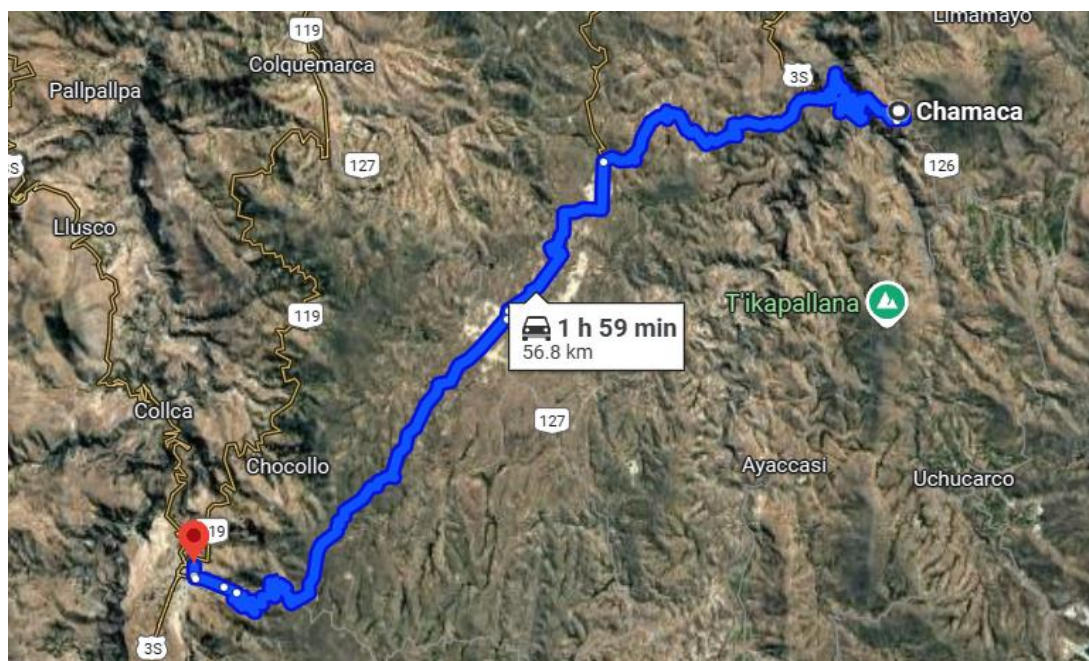 Limamayo
119
Colquemarca
Pallpallpa
3S
Chamaca
3S
127
126
Llusco
T'ikapallana
119
1 h 59 min
56.8 km
Collca
127
Chocollo
Ayaccasi
Uchucarco
19
3S